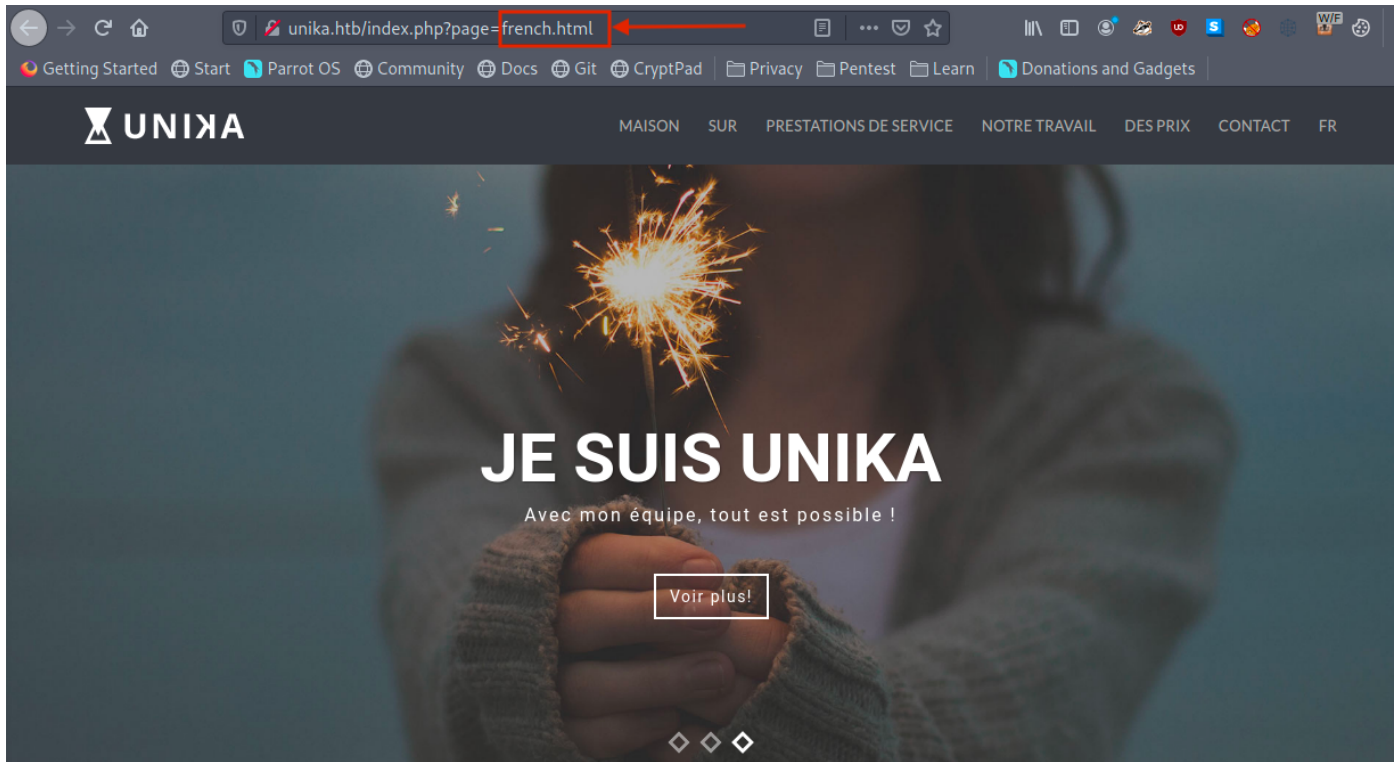 unika.htb/index.php?page=french.html
Getting Started Start Parrot OS Community Docs Git CryptPad Privacy Pentest Learn Donations and Gadgets
UNIKA MAISON SUR PRESTATIONS DE SERVICE NOTRE TRAVAIL DES PRIX CONTACT FR
JE SUIS UNIKA
Avec mon équipe, tout est possible !
Voir plus!